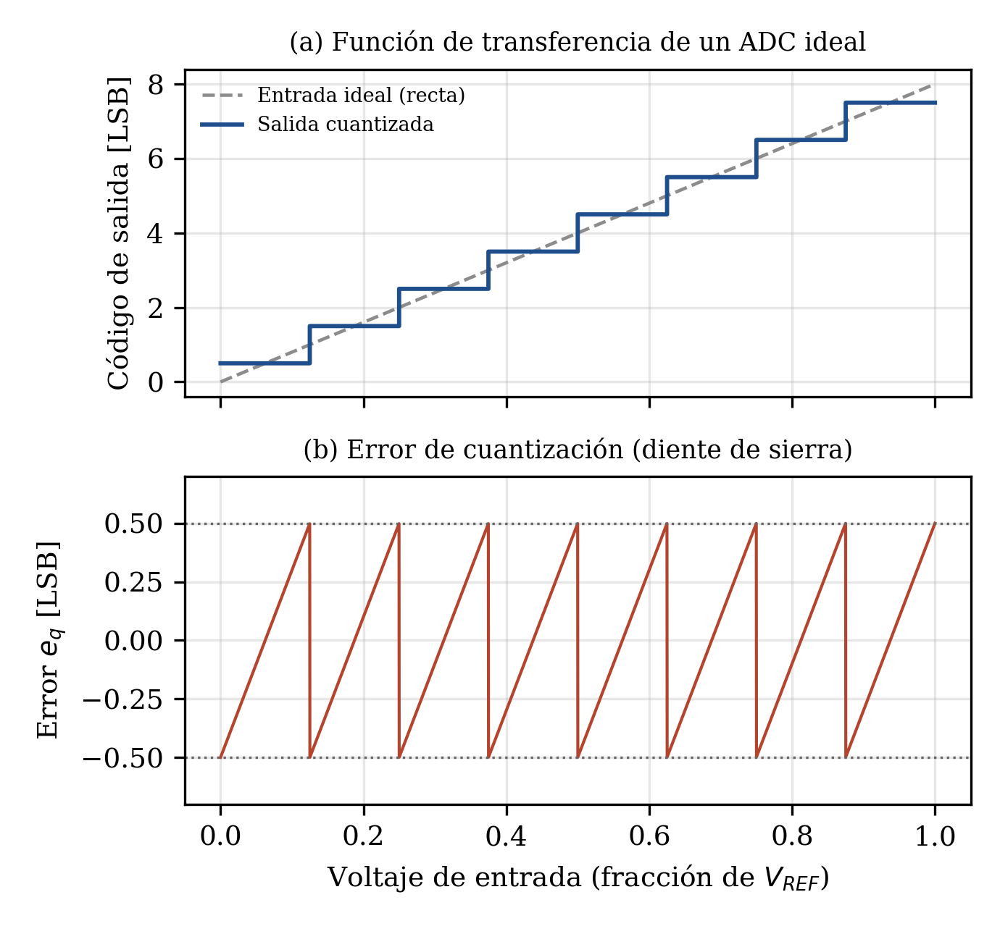 (a) Función de transferencia de un ADC ideal
Código de salida [LSB]
8
6
4
2
0
Entrada ideal (recta)
Salida cuantizada
(b) Error de cuantización (diente de sierra)
Error e_q [LSB]
0.50
0.25
0.00
−0.25
−0.50
0.0 0.2 0.4 0.6 0.8 1.0
Voltaje de entrada (fracción de V_REF)